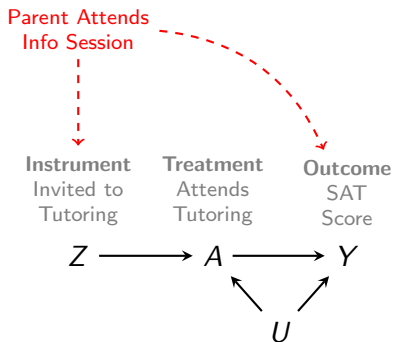 Parent Attends
Info Session
Instrument
Invited to
Tutoring
Treatment
Attends
Tutoring
Outcome
SAT
Score
Z
A
Y
U